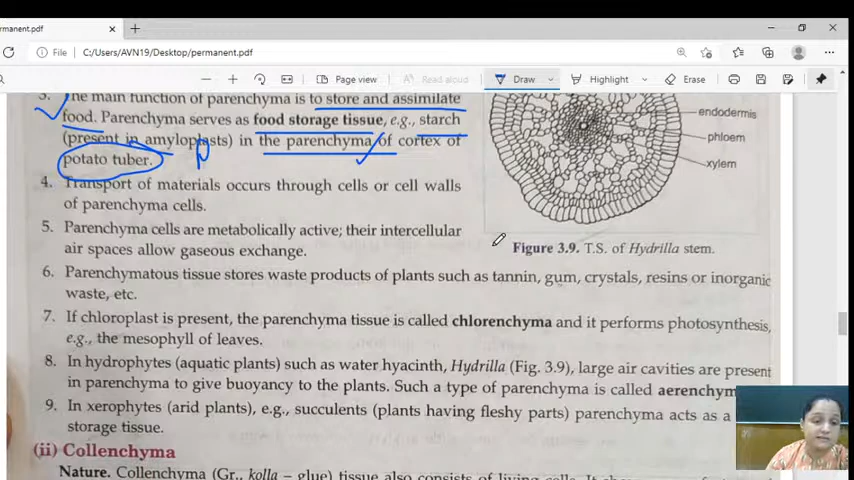 rmanent.pdf
File
C:/Users/AVN19/Desktop/permanent.pdf
Page view
Read aloud
Draw
Highlight
Erase
3. The main function of parenchyma is to store and assimilate
food. Parenchyma serves as food storage tissue, e.g., starch
(present in amyloplasts) in the parenchyma of cortex of
potato tuber.
4. Transport of materials occurs through cells or cell walls
of parenchyma cells.
5. Parenchyma cells are metabolically active; their intercellular
air spaces allow gaseous exchange.
endodermis
phloem
xylem
Figure 3.9. T.S. of Hydrilla stem.
6. Parenchymatous tissue stores waste products of plants such as tannin, gum, crystals, resins or inorganic
waste, etc.
7. If chloroplast is present, the parenchyma tissue is called chlorenchyma and it performs photosynthesis,
e.g., the mesophyll of leaves.
8. In hydrophytes (aquatic plants) such as water hyacinth, Hydrilla (Fig. 3.9), large air cavities are present
in parenchyma to give buoyancy to the plants. Such a type of parenchyma is called aerenchym
9. In xerophytes (arid plants), e.g., succulents (plants having fleshy parts) parenchyma acts as a
storage tissue.
(ii) Collenchyma
Nature. Collenchyma (Gr., kolla – glue) tissue also consists of living cells.